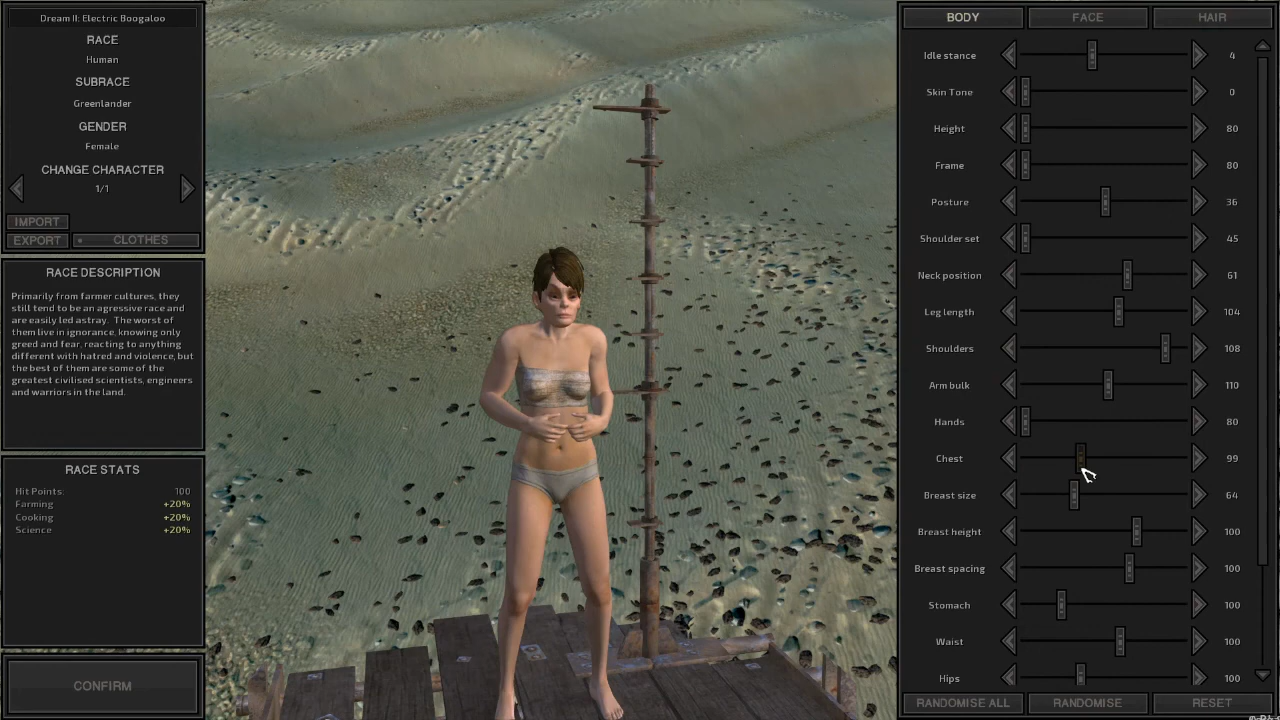 Dream II: Electric Boogaloo
RACE
Human
SUBRACE
Greenlander
GENDER
Female
CHANGE CHARACTER
1/1
IMPORT
EXPORT
CLOTHES
RACE DESCRIPTION
Primarily from farmer cultures, they
still tend to be an agressive race and
are easily led astray. The worst of
them live in ignorance, knowing only
greed and fear, reacting to anything
different with hatred and violence, but
the best of them are some of the
greatest civilised scientists, engineers
and warriors in the land.
RACE STATS
Hit Points: 100
Farming +20%
Cooking +20%
Science +20%
CONFIRM
BODY FACE HAIR
Idle stance 4
Skin Tone 0
Height 80
Frame 80
Posture 36
Shoulder set 45
Neck position 61
Leg length 104
Shoulders 108
Arm bulk 110
Hands 80
Chest 99
Breast size 64
Breast height 100
Breast spacing 100
Stomach 100
Waist 100
Hips 100
RANDOMISE ALL RANDOMISE RESET